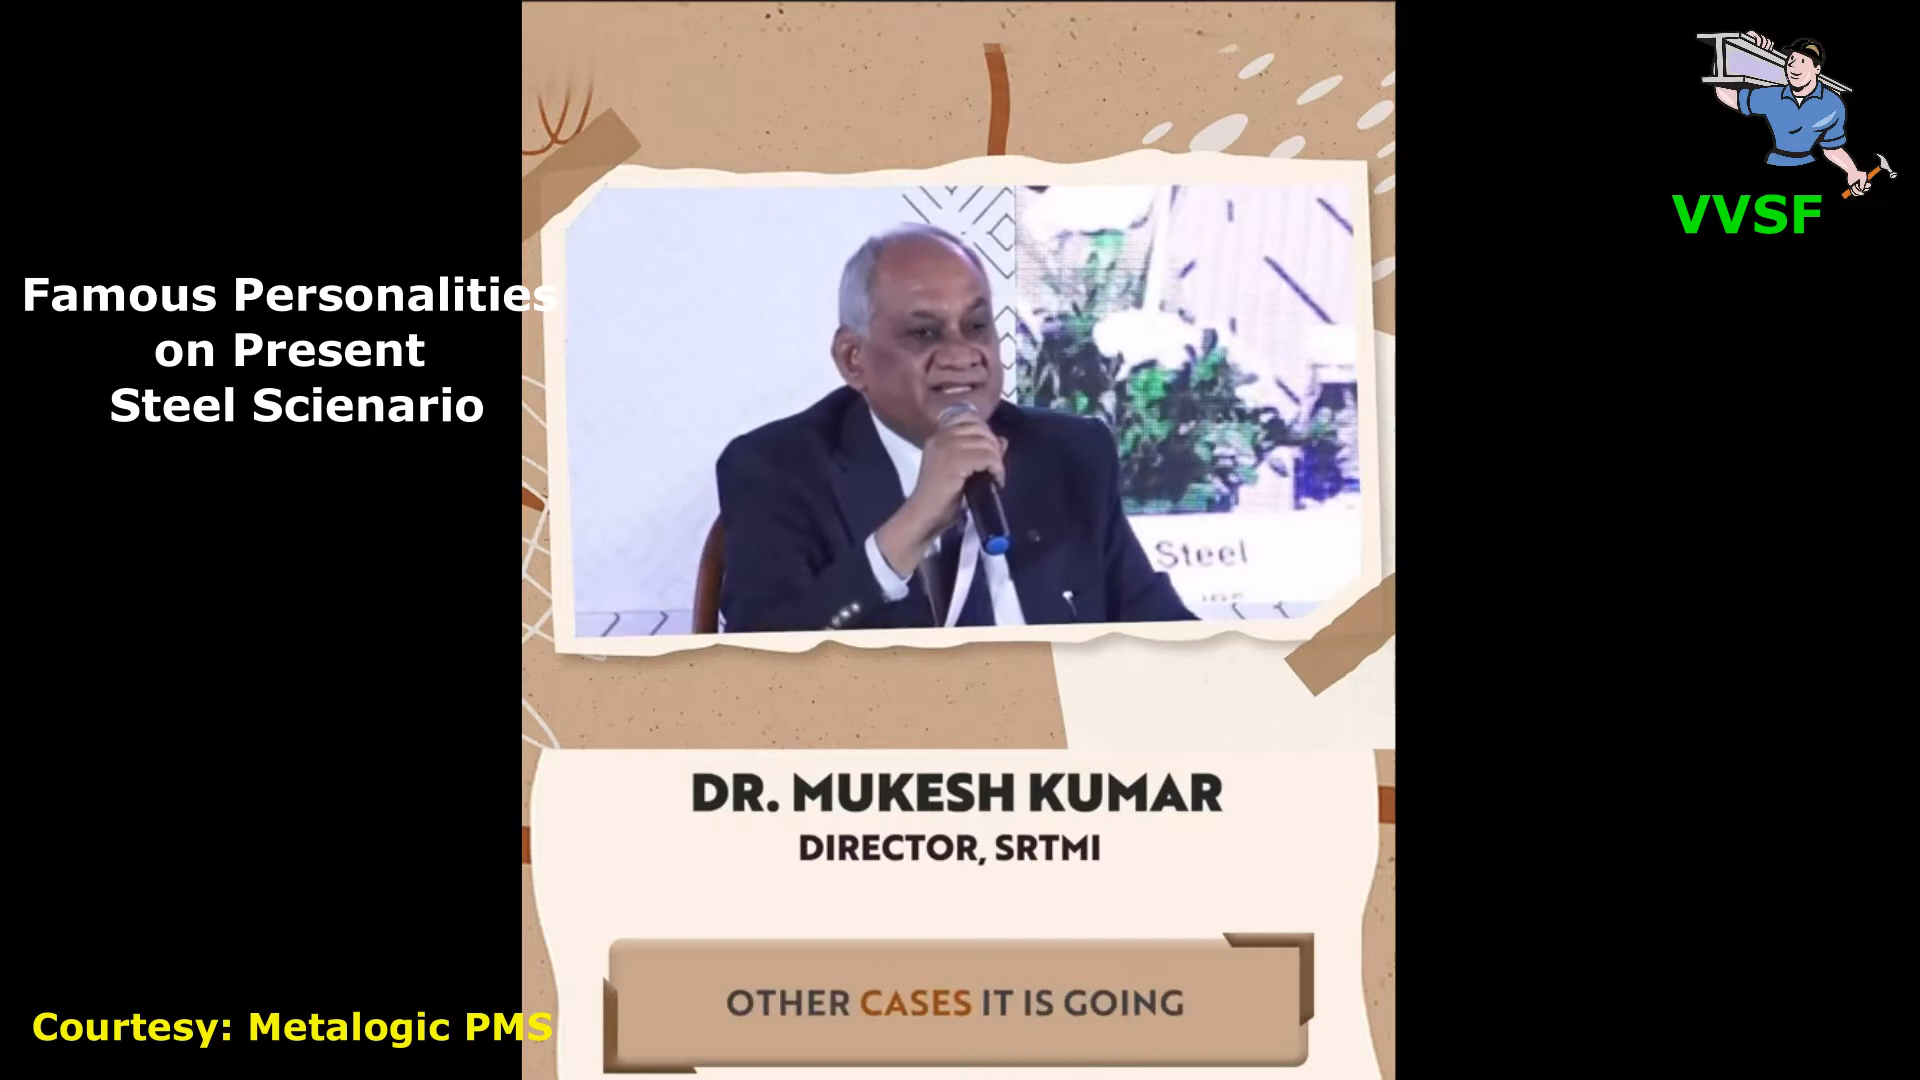 VVSF
Famous Personalities
on Present
Steel Scienario
Steel
DR. MUKESH KUMAR
DIRECTOR, SRTMI
OTHER CASES IT IS GOING
Courtesy: Metalogic PMS